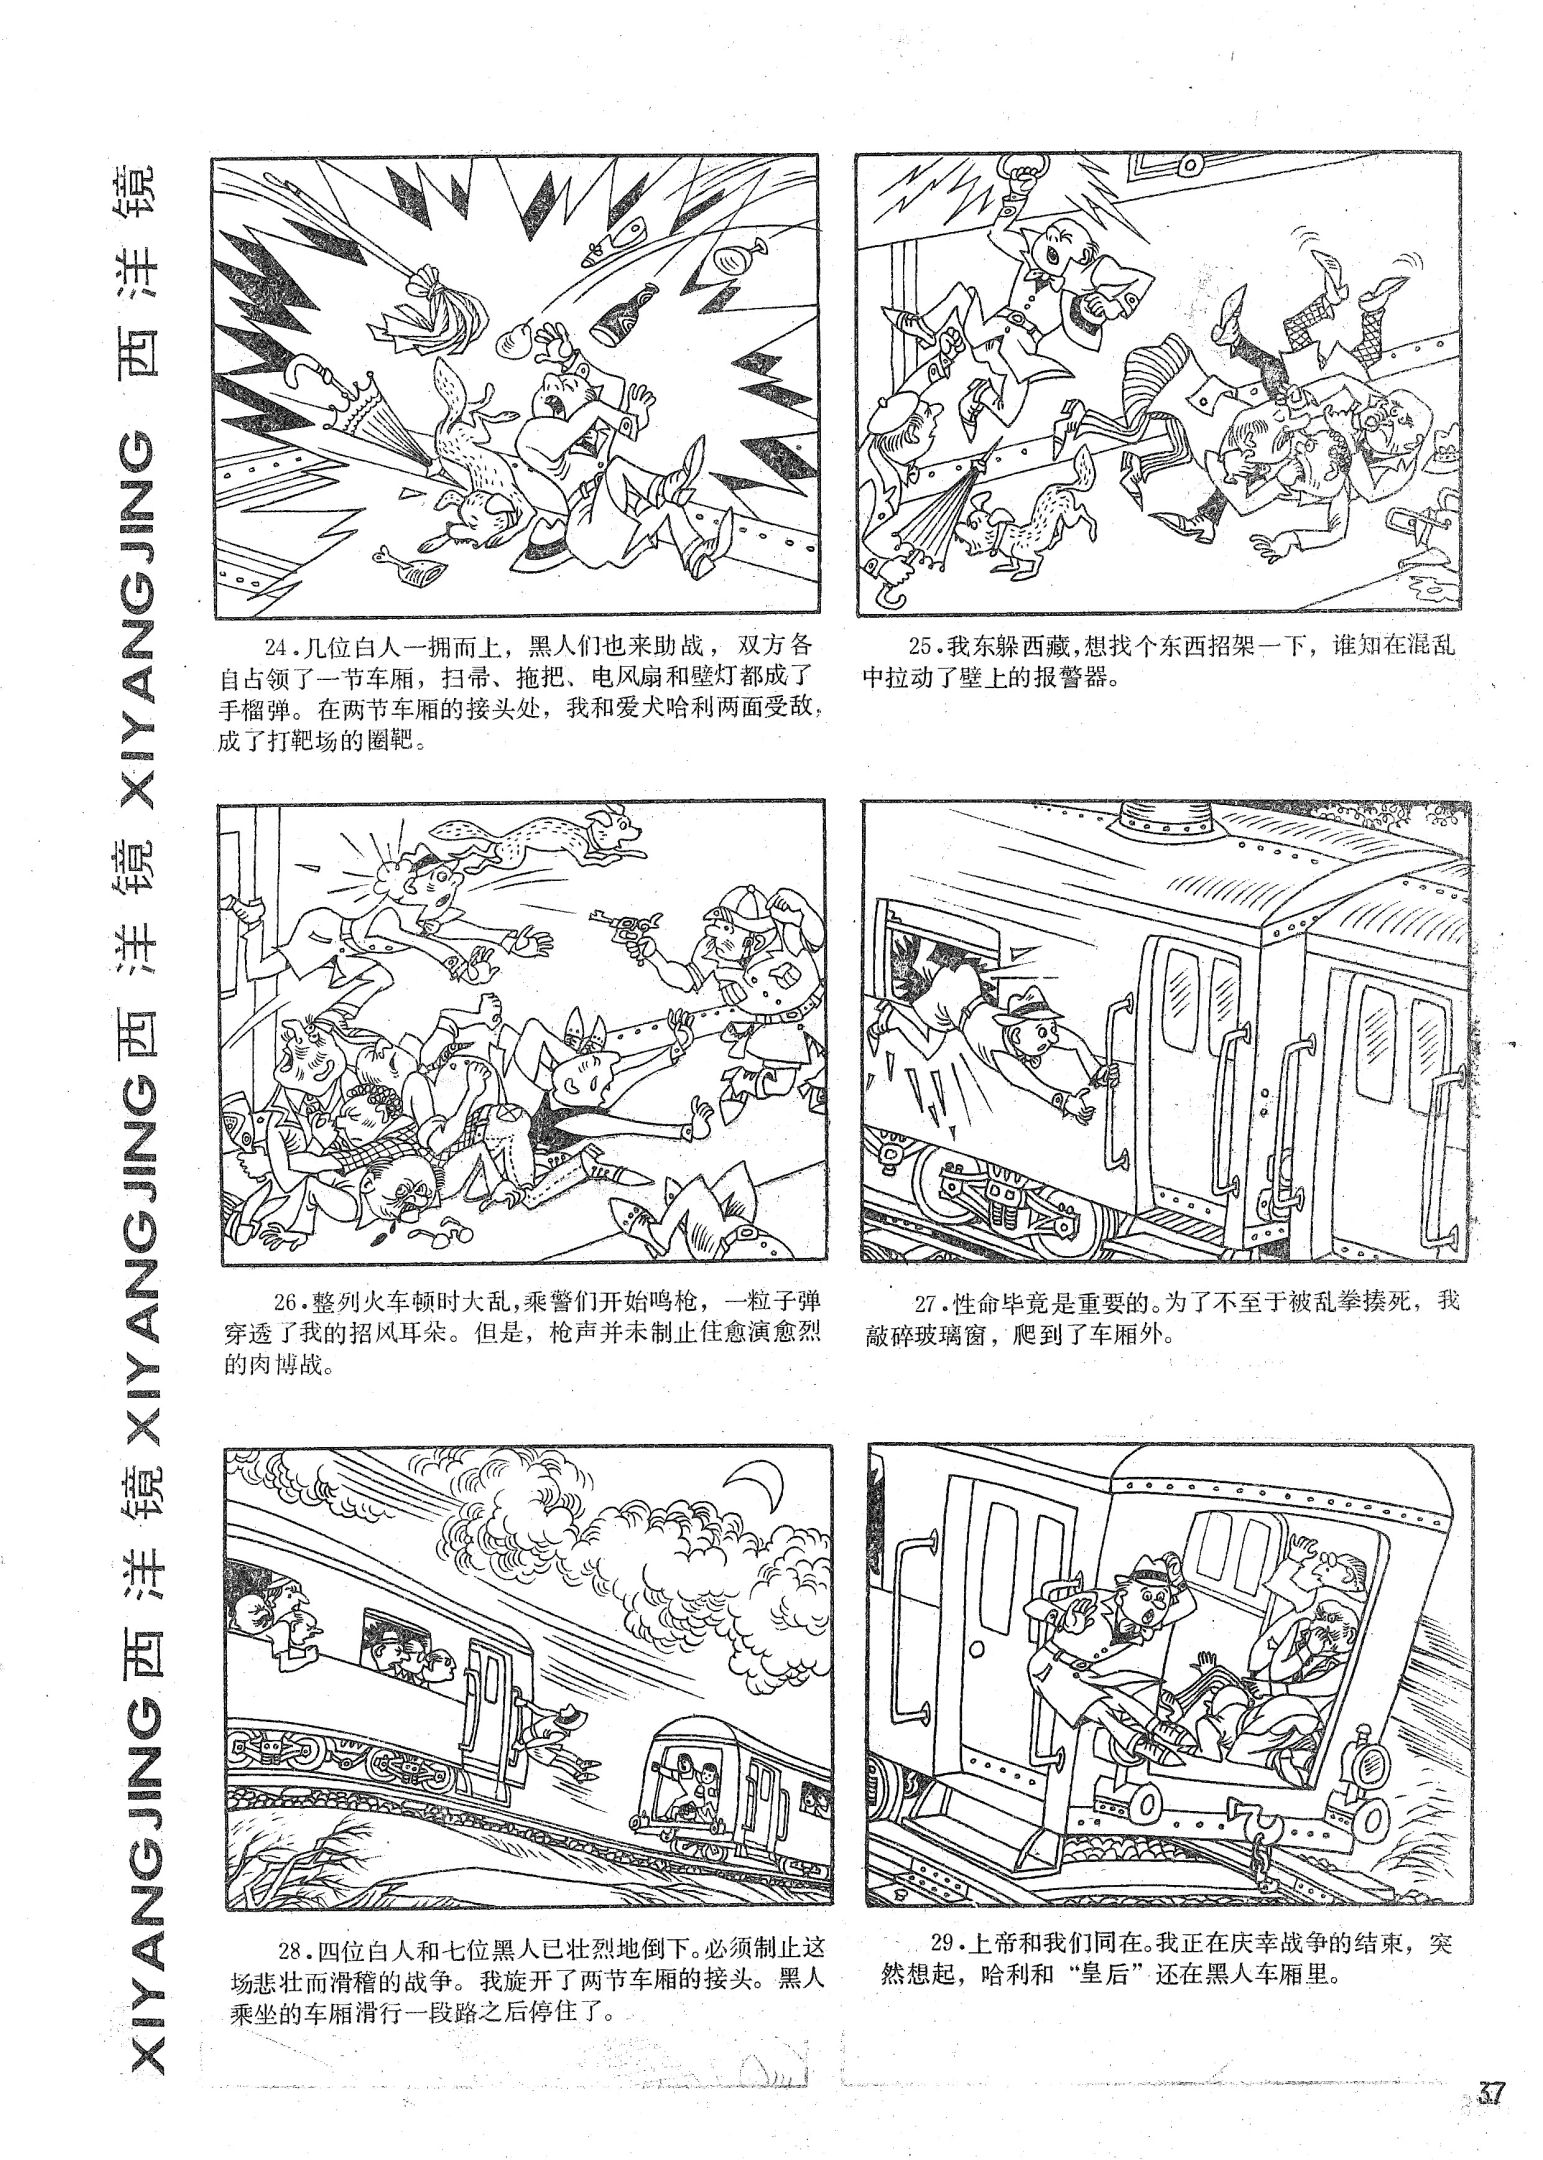 西洋镜 XIYANGJING 西洋镜 XIYANGJING 西洋镜 XIYANGJING 西洋镜 XIYANGJING
24.几位白人一拥而上，黑人们也来助战，双方各
自占领了一节车厢，扫帚、拖把、电风扇和壁灯都成了
手榴弹。在两节车厢的接头处，我和爱犬哈利两面受敌，
成了打靶场的圈靶。
25.我东躲西藏，想找个东西招架一下，谁知在混乱
中拉动了壁上的报警器。
26.整列火车顿时大乱，乘警们开始鸣枪，一粒子弹
穿透了我的招风耳朵。但是，枪声并未制止住愈演愈烈
的肉博战。
27.性命毕竟是重要的。为了不至于被乱拳揍死，我
敲碎玻璃窗，爬到了车厢外。
28.四位白人和七位黑人已壮烈地倒下。必须制止这
场悲壮而滑稽的战争。我旋开了两节车厢的接头。黑人
乘坐的车厢滑行一段路之后停住了。
29.上帝和我们同在。我正在庆幸战争的结束，突
然想起，哈利和“皇后”还在黑人车厢里。
37